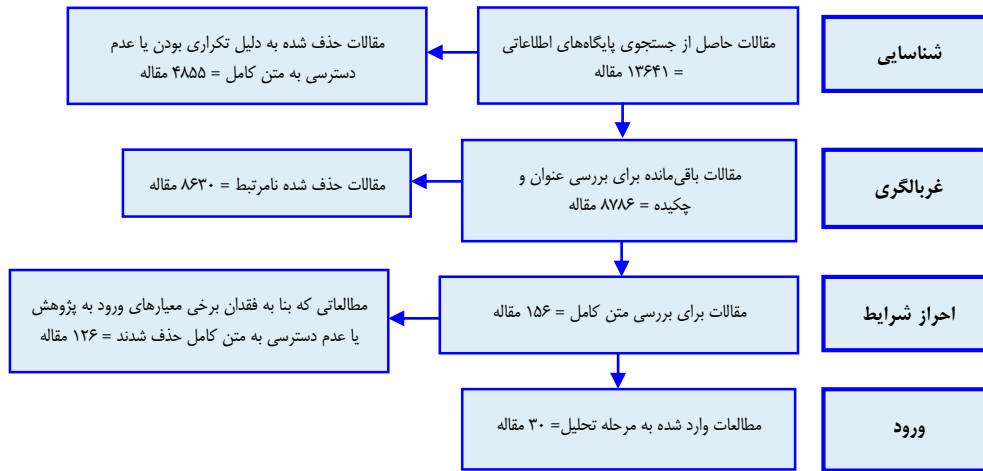 شناسایی
مقالات حاصل از جستجوی پایگاه‌های اطلاعاتی
= ۱۳۶۴۱ مقاله
مقالات حذف شده به دلیل تکراری بودن یا عدم
دسترسی به متن کامل = ۴۸۵۵ مقاله
غربالگری
مقالات باقی‌مانده برای بررسی عنوان و
چکیده = ۸۷۸۶ مقاله
مقالات حذف شده نامرتبط = ۸۶۳۰ مقاله
احراز شرایط
مقالات برای بررسی متن کامل = ۱۵۶ مقاله
مطالعاتی که بنا به فقدان برخی معیارهای ورود به پژوهش
یا عدم دسترسی به متن کامل حذف شدند = ۱۲۶ مقاله
ورود
مطالعات وارد شده به مرحله تحلیل= ۳۰ مقاله